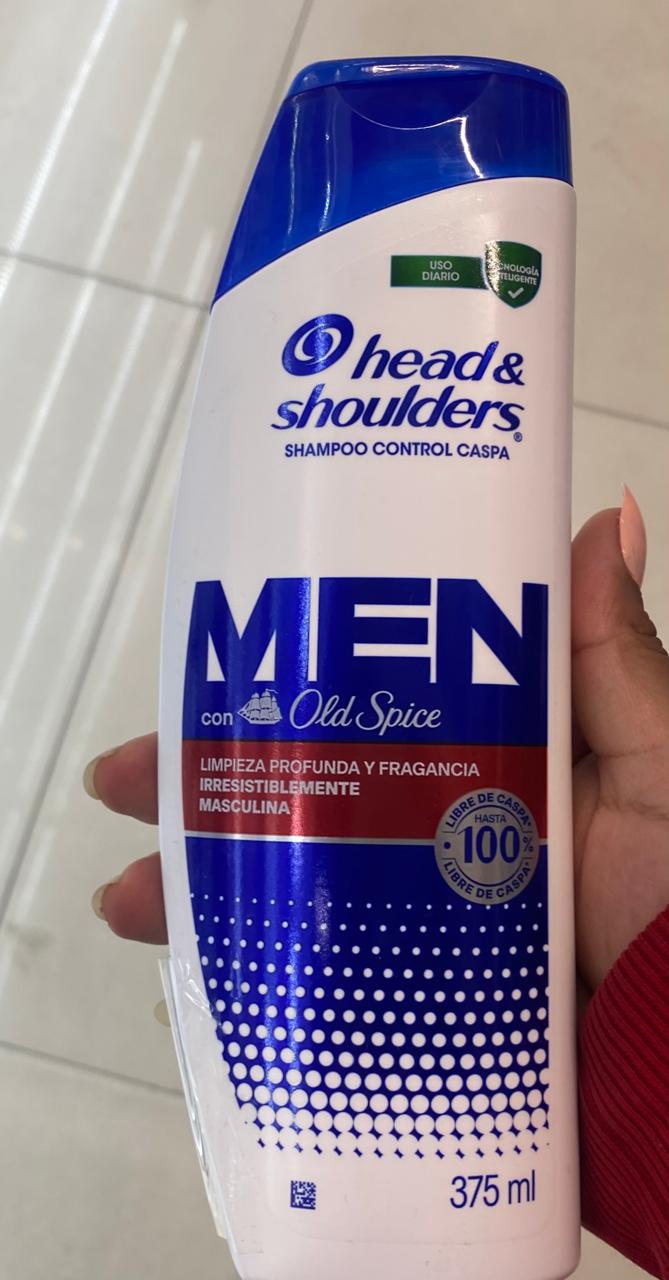 USO
DIARIO
head &
shoulders®
SHAMPOO CONTROL CASPA
MEN
con Old Spice
LIMPIEZA PROFUNDA Y FRAGANCIA
IRRESISTIBLEMENTE
MASCULINA
LIBRE DE CASPA*
HASTA
100%
LIBRE DE CASPA*
375 ml